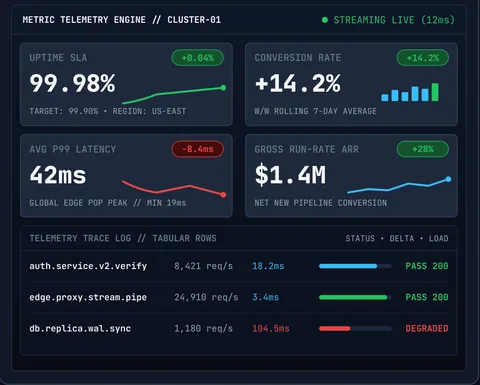 METRIC TELEMETRY ENGINE // CLUSTER-01
STREAMING LIVE (12ms)
UPTIME SLA
+0.04%
99.98%
TARGET: 99.90% • REGION: US-EAST
CONVERSION RATE
+14.2%
+14.2%
W/W ROLLING 7-DAY AVERAGE
AVG P99 LATENCY
-8.4ms
42ms
GLOBAL EDGE POP PEAK // MIN 19ms
GROSS RUN-RATE ARR
+28%
$1.4M
NET NEW PIPELINE CONVERSION
TELEMETRY TRACE LOG // TABULAR ROWS
STATUS • DELTA • LOAD
auth.service.v2.verify 8,421 req/s 18.2ms PASS 200
edge.proxy.stream.pipe 24,910 req/s 3.4ms PASS 200
db.replica.wal.sync 1,180 req/s 104.5ms DEGRADED